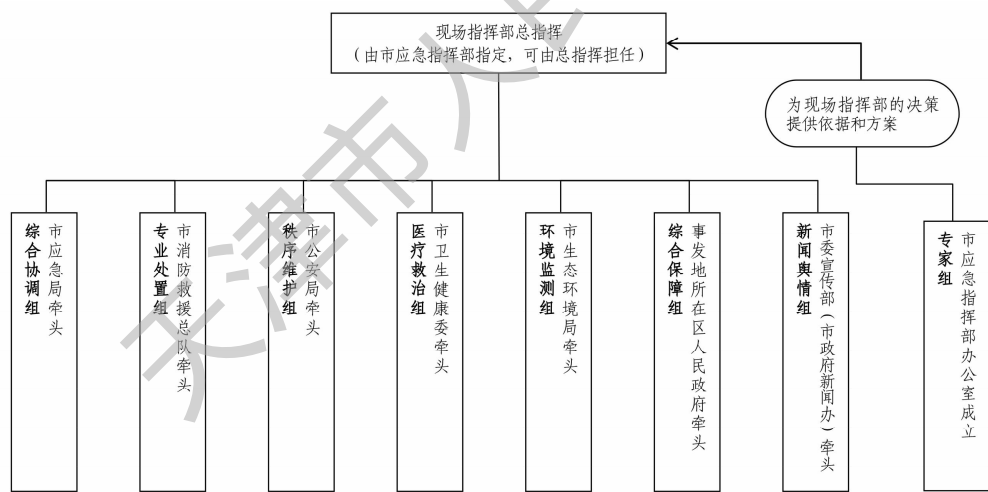 现场指挥部总指挥
（由市应急指挥部指定，可由总指挥担任）
为现场指挥部的决策
提供依据和方案
综合协调组
市应急局牵头
专业处置组
市消防救援总队牵头
秩序维护组
市公安局牵头
医疗救治组
市卫生健康委牵头
环境监测组
市生态环境局牵头
综合保障组
事发地所在区人民政府牵头
新闻舆情组
市委宣传部（市政府新闻办）牵头
专家组
市应急指挥部办公室成立
天津市人民